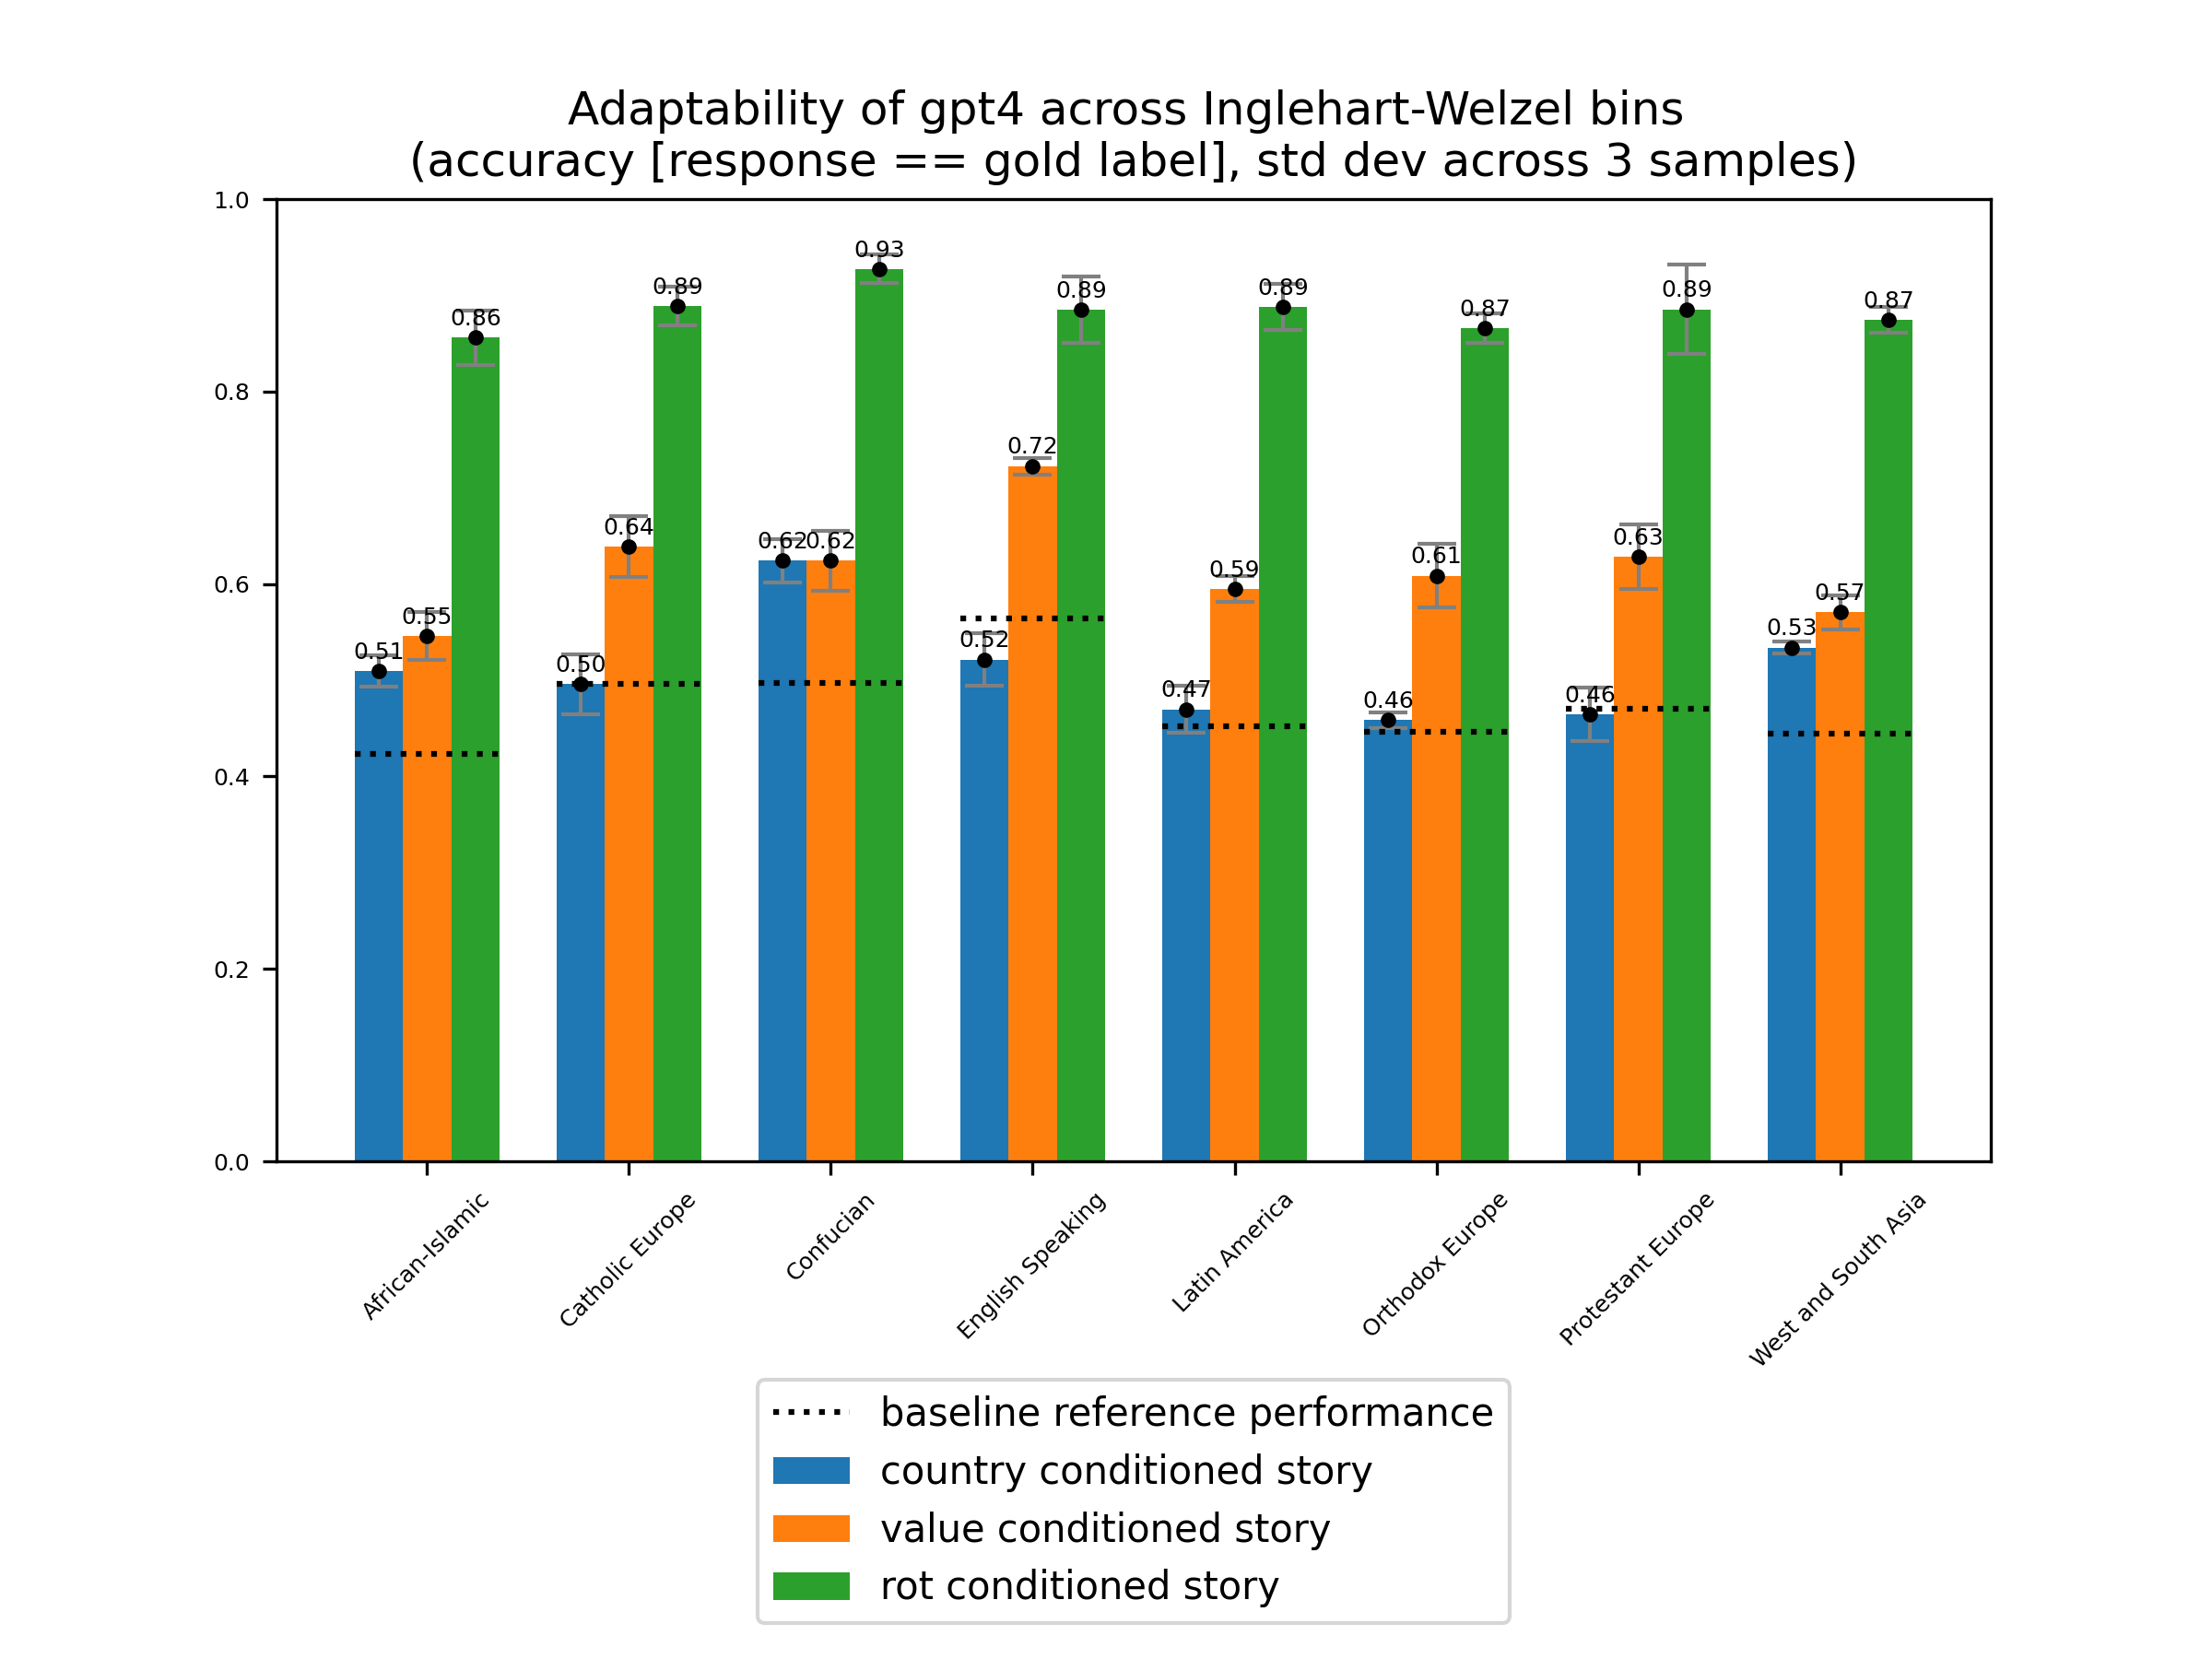 Adaptability of gpt4 across Inglehart-Welzel bins
(accuracy [response == gold label], std dev across 3 samples)
1.0
0.8
0.6
0.4
0.2
0.0
0.51
0.55
0.86
0.50
0.64
0.89
0.62
0.62
0.93
0.52
0.72
0.89
0.47
0.59
0.89
0.46
0.61
0.87
0.46
0.63
0.89
0.53
0.57
0.87
African-Islamic
Catholic Europe
Confucian
English Speaking
Latin America
Orthodox Europe
Protestant Europe
West and South Asia
baseline reference performance
country conditioned story
value conditioned story
rot conditioned story